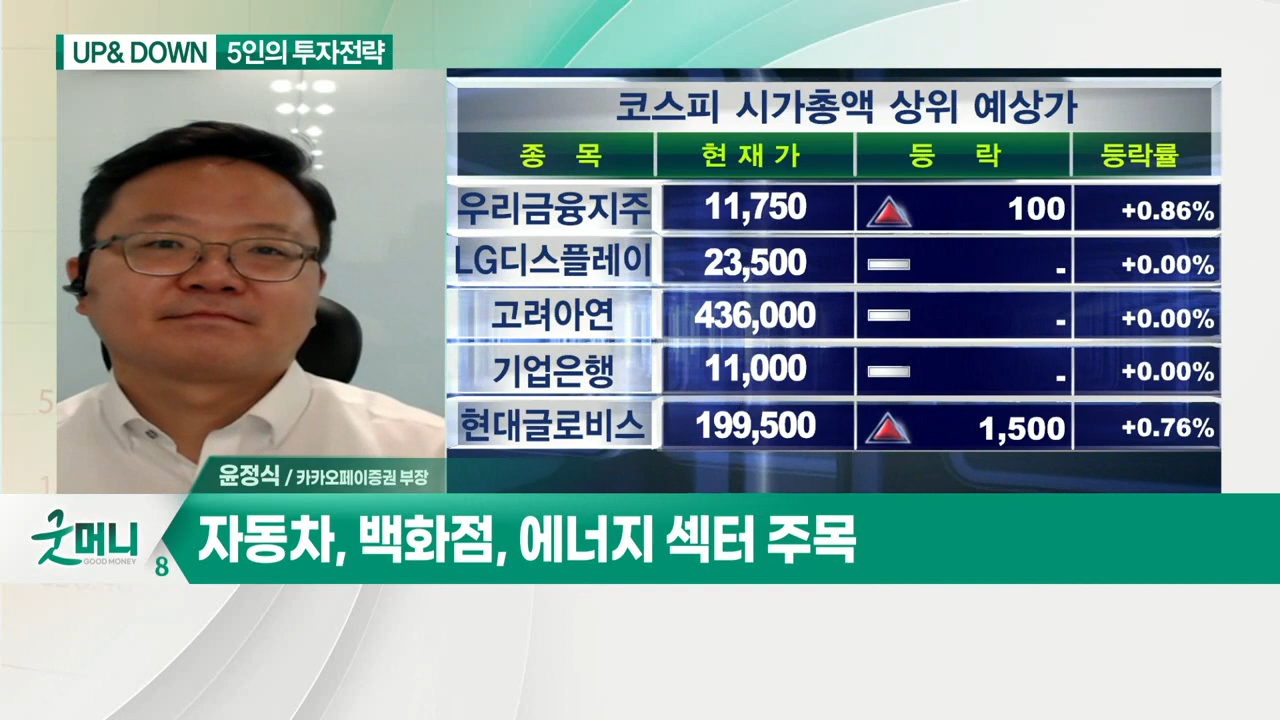 UP& DOWN 5인의 투자전략
코스피 시가총액 상위 예상가
종 목 현 재 가 등 락 등락률
우리금융지주 11,750 100 +0.86%
LG디스플레이 23,500 - +0.00%
고려아연 436,000 - +0.00%
기업은행 11,000 - +0.00%
현대글로비스 199,500 1,500 +0.76%
윤정식 / 카카오페이증권 부장
굿머니
GOOD MONEY
8
자동차, 백화점, 에너지 섹터 주목